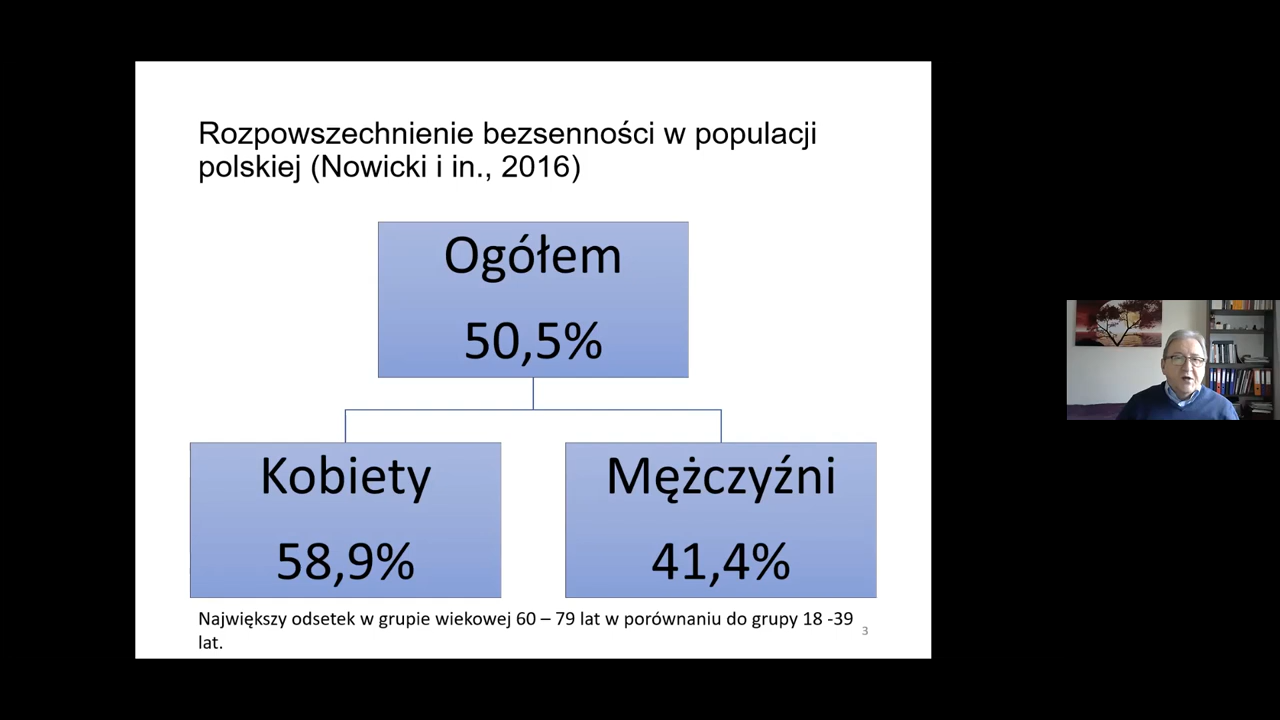 Rozpowszechnienie bezsenności w populacji
polskiej (Nowicki i in., 2016)
Ogółem
50,5%
Kobiety
58,9%
Mężczyźni
41,4%
Największy odsetek w grupie wiekowej 60 – 79 lat w porównaniu do grupy 18 -39
lat.
3